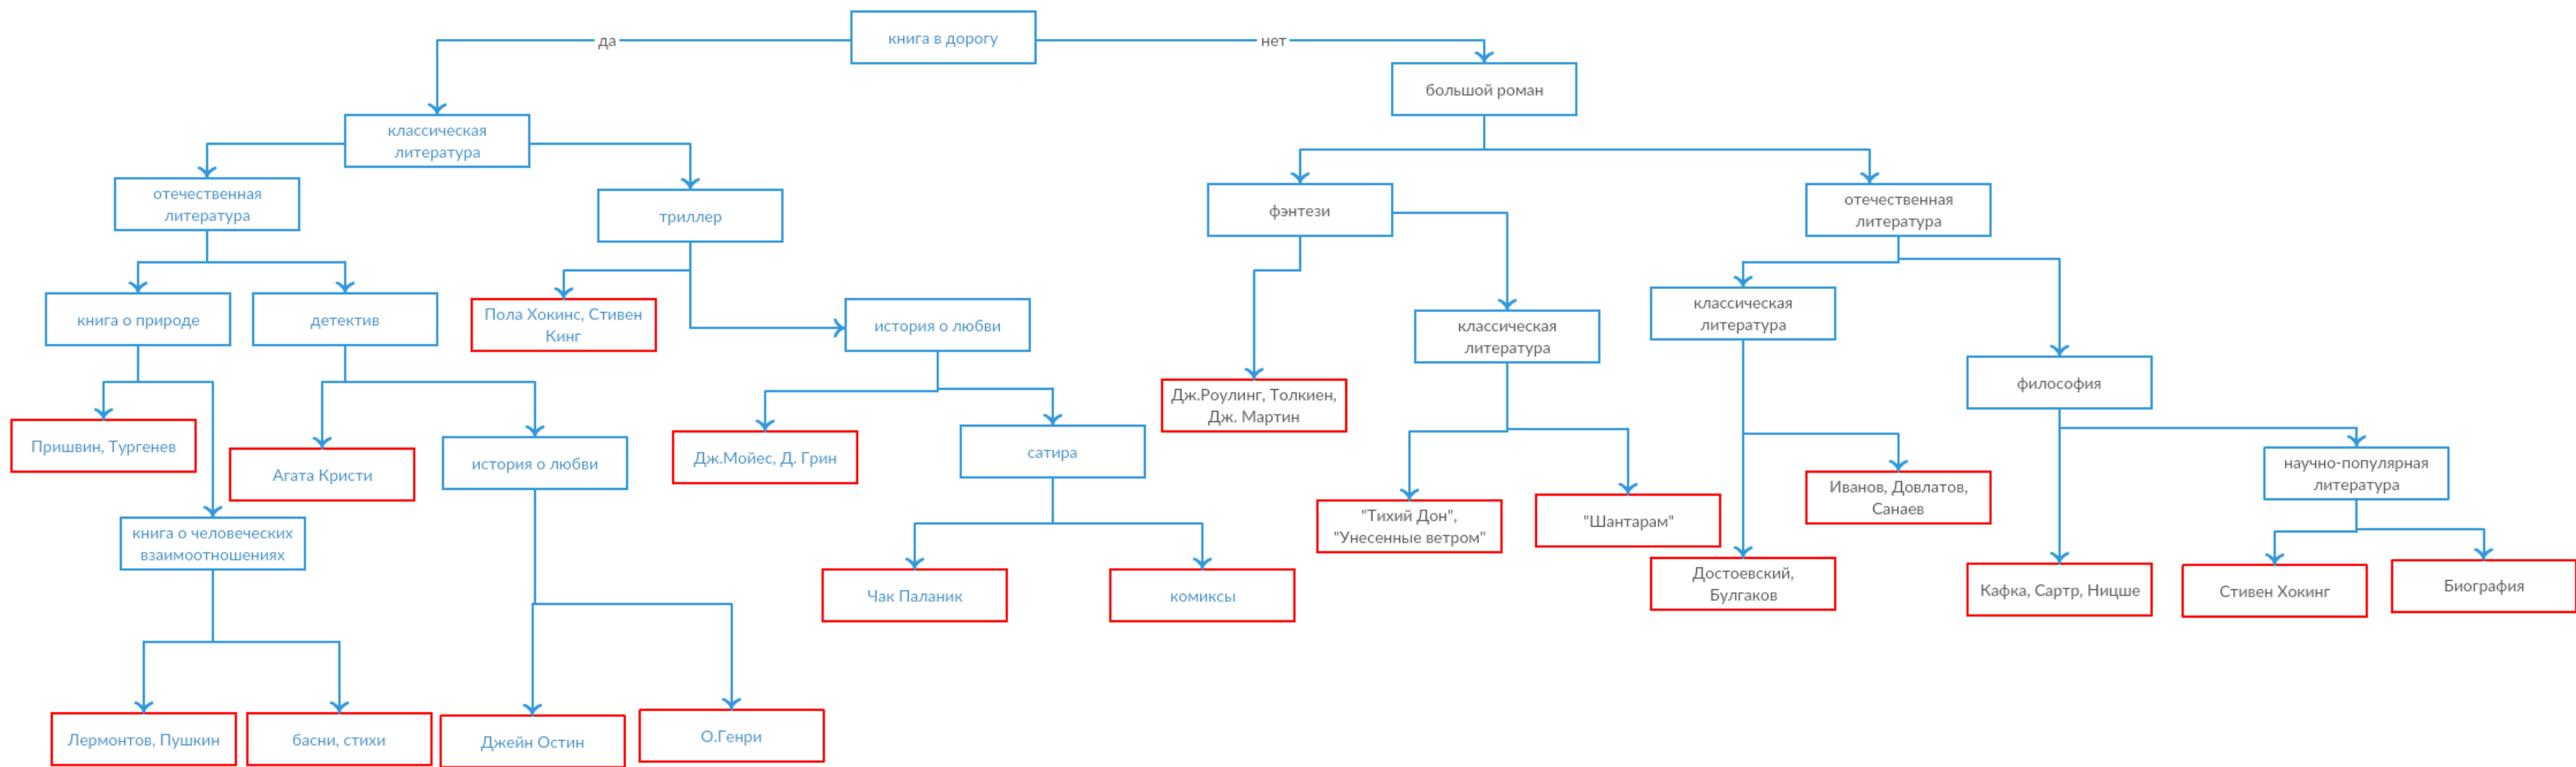 книга в дорогу
да
нет
большой роман
классическая
литература
отечественная
литература
триллер
фэнтези
отечественная
литература
книга о природе
детектив
Пола Хокинс, Стивен
Кинг
история о любви
классическая
литература
классическая
литература
философия
Дж.Роулинг, Толкиен,
Дж. Мартин
Пришвин, Тургенев
Агата Кристи
история о любви
Дж.Мойес, Д. Грин
сатира
научно-популярная
литература
"Тихий Дон",
"Унесенные ветром"
"Шантарам"
Иванов, Довлатов,
Санаев
книга о человеческих
взаимоотношениях
Чак Паланик
комиксы
Достоевский,
Булгаков
Кафка, Сартр, Ницше
Стивен Хокинг
Биография
Лермонтов, Пушкин
басни, стихи
Джейн Остин
О.Генри